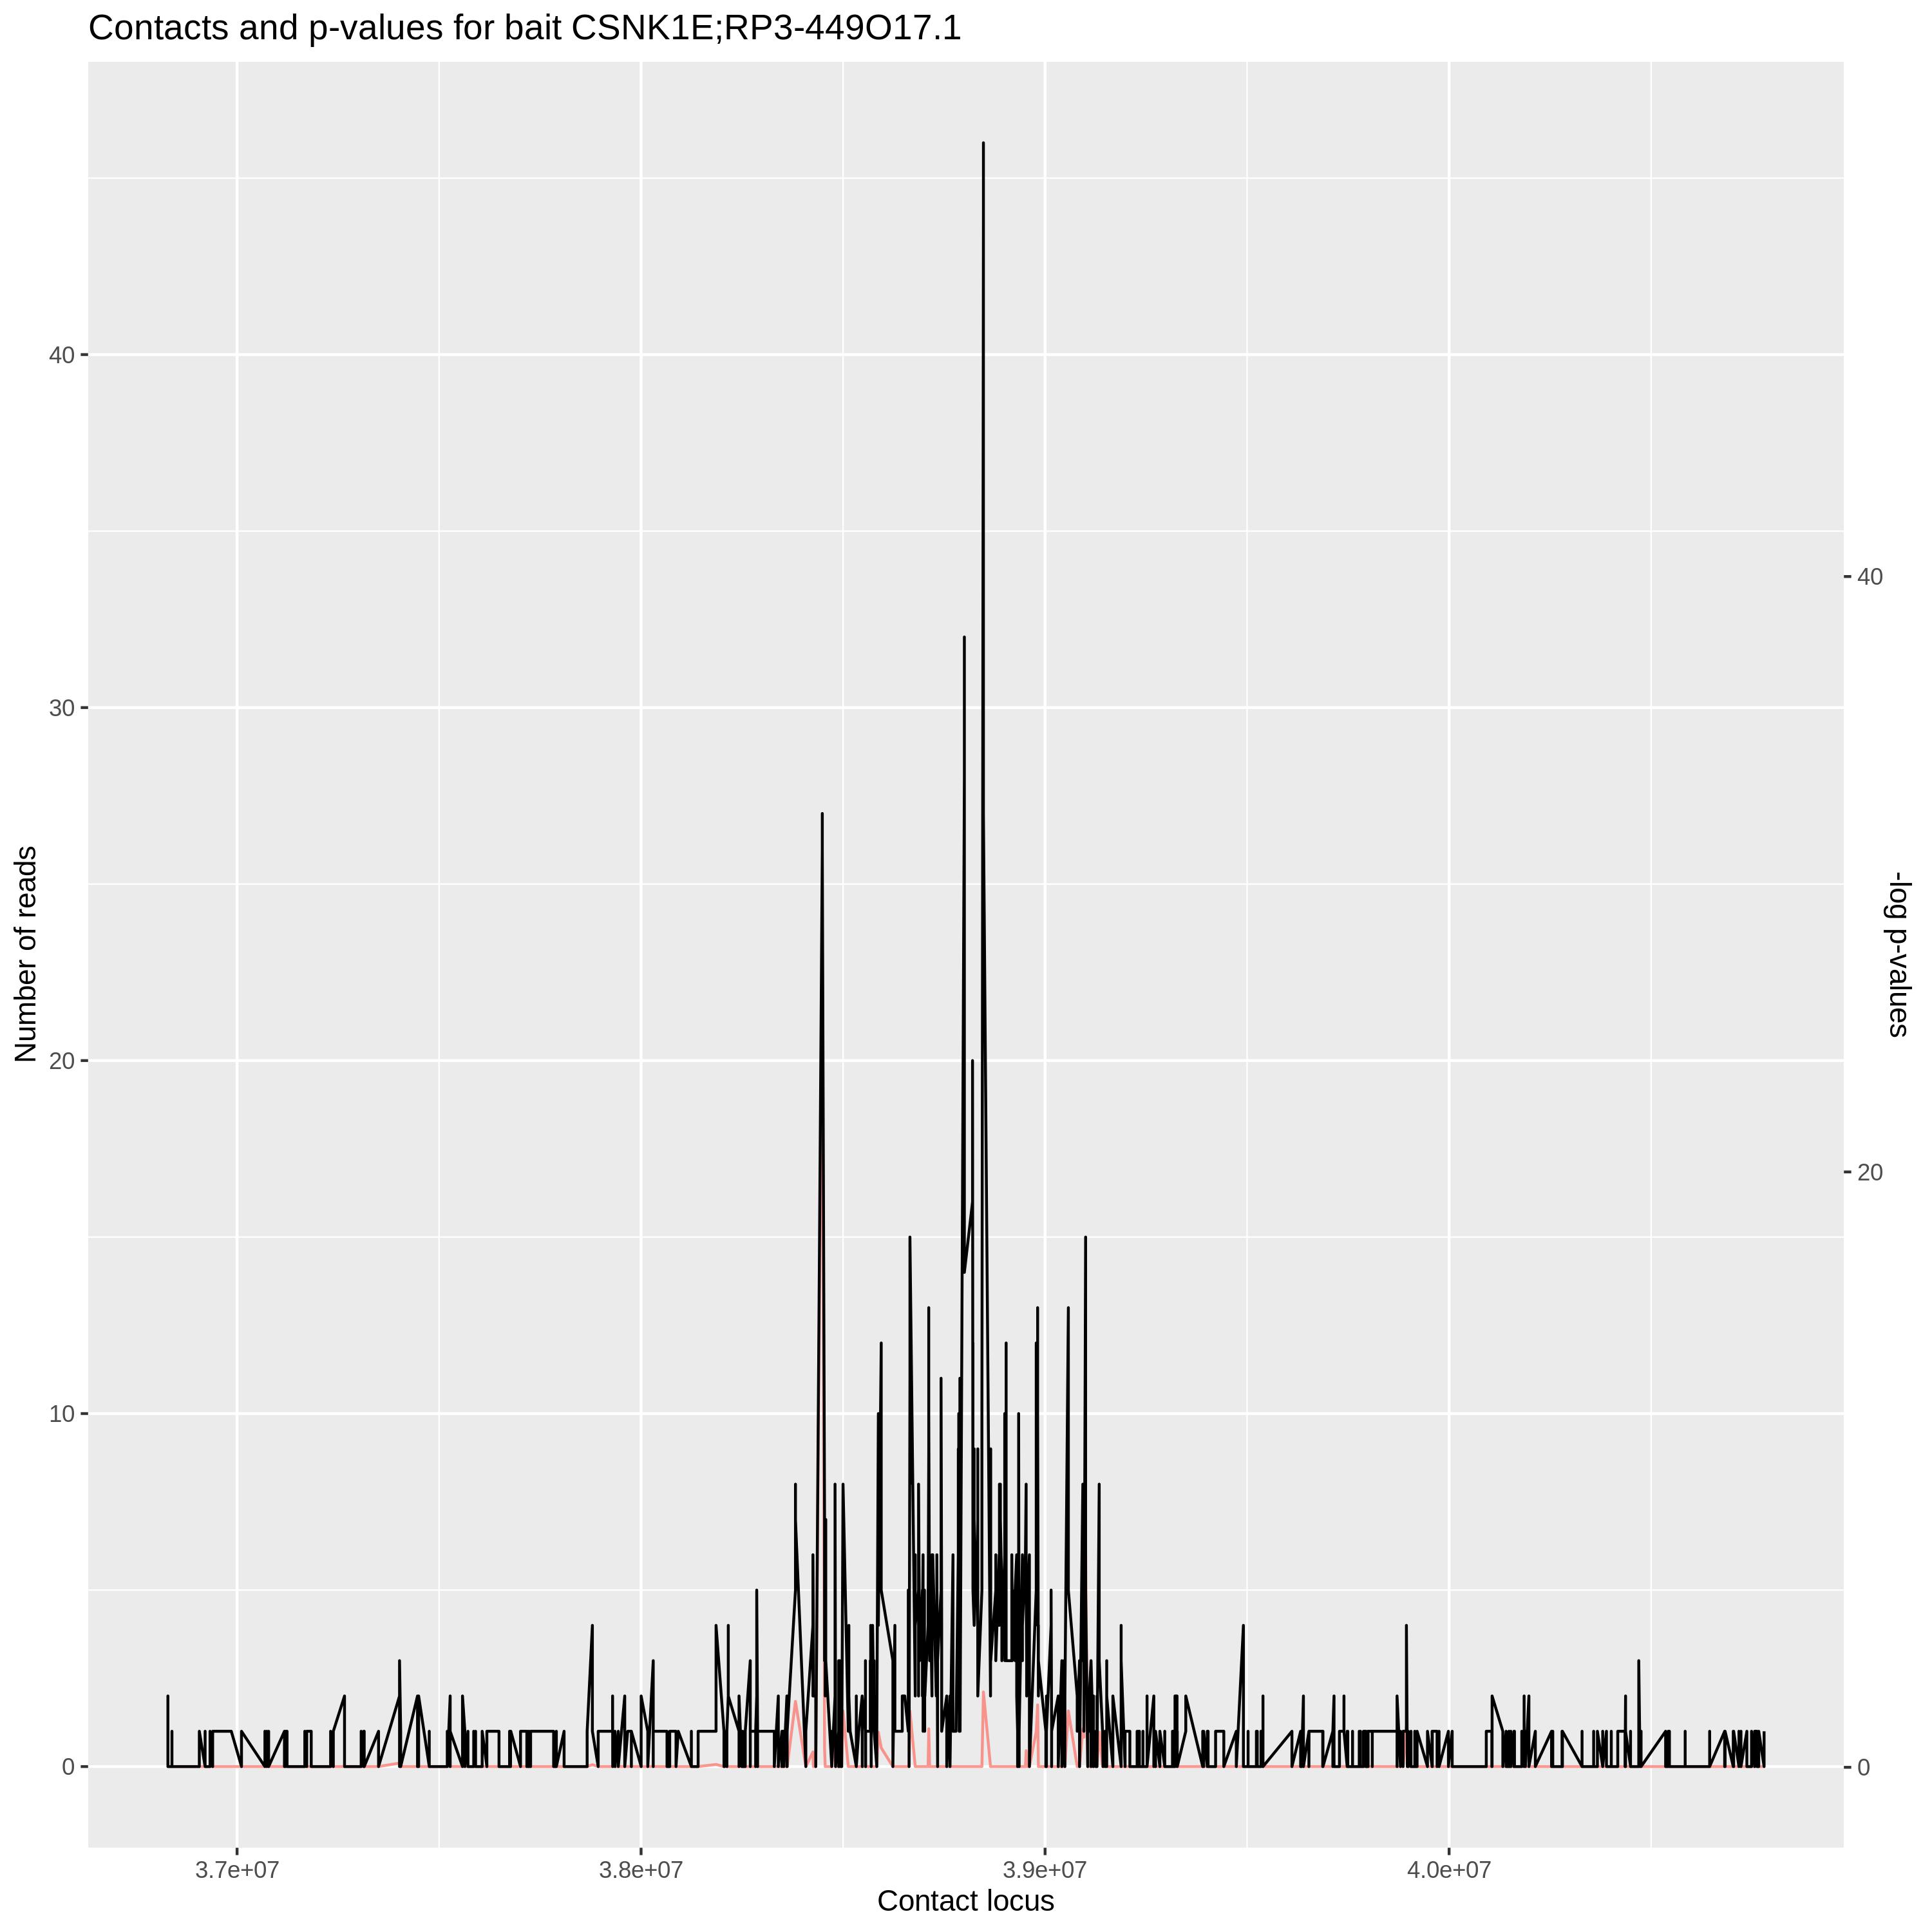 Contacts and p-values for bait CSNK1E;RP3-449O17.1
40
30
20
10
0
Number of reads
40
20
0
-log p-values
3.7e+07
3.8e+07
3.9e+07
4.0e+07
Contact locus